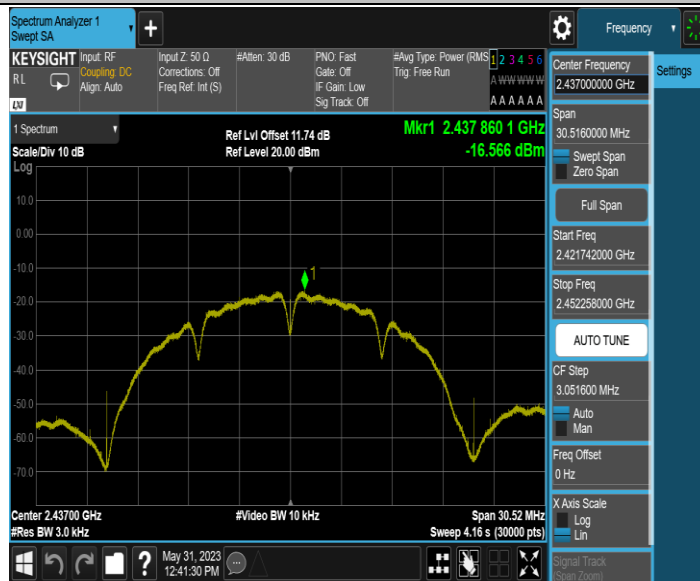 Spectrum Analyzer 1
Swept SA
Frequency
KEYSIGHT
RL
LXI
Input: RF
Coupling: DC
Align: Auto
Input Z: 50 Ω
Corrections: Off
Freq Ref: Int (S)
#Atten: 30 dB
PNO: Fast
Gate: Off
IF Gain: Low
Sig Track: Off
#Avg Type: Power (RMS
Trig: Free Run
1 2 3 4 5 6
A W W W W W
A A A A A A
1 Spectrum
Scale/Div 10 dB
Ref Lvl Offset 11.74 dB
Ref Level 20.00 dBm
Mkr1 2.437 860 1 GHz
-16.566 dBm
Log
10.0
0.00
-10.0
-20.0
-30.0
-40.0
-50.0
-60.0
-70.0
1
Center 2.43700 GHz
#Res BW 3.0 kHz
#Video BW 10 kHz
Span 30.52 MHz
Sweep 4.16 s (30000 pts)
Settings
Center Frequency
2.437000000 GHz
Span
30.5160000 MHz
Swept Span
Zero Span
Full Span
Start Freq
2.421742000 GHz
Stop Freq
2.452258000 GHz
AUTO TUNE
CF Step
3.051600 MHz
Auto
Man
Freq Offset
0 Hz
X Axis Scale
Log
Lin
Signal Track
(Span Zoom)
May 31, 2023
12:41:30 PM